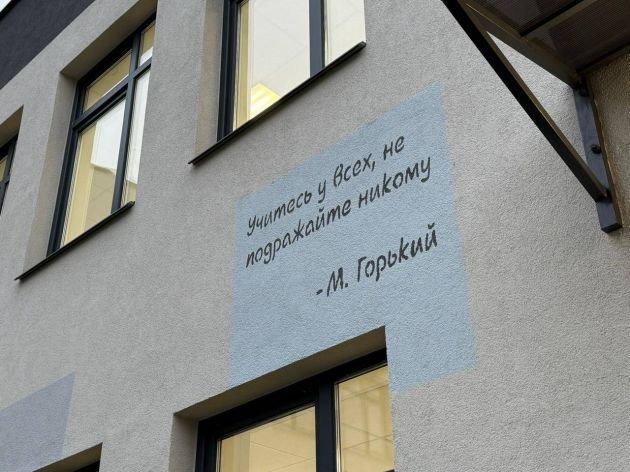 Учитесь у всех, не
подражайте никому
-М. Горький